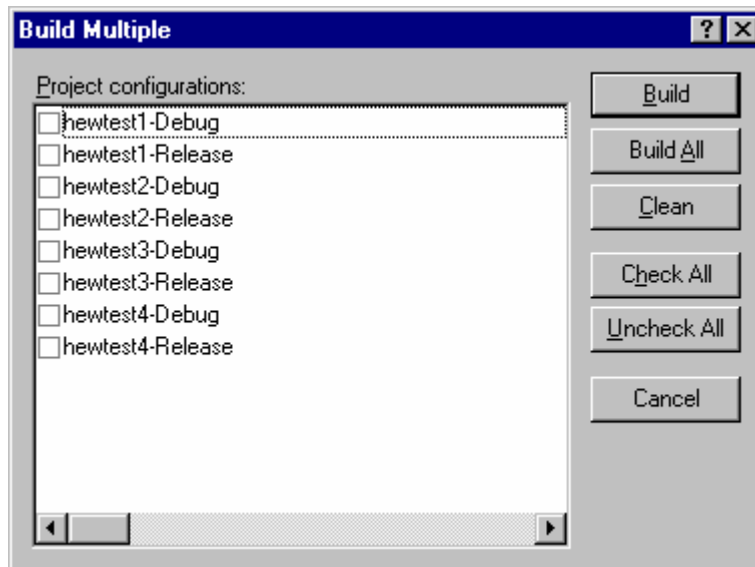 Build Multiple
Project configurations:
hewtest1-Debug
hewtest1-Release
hewtest2-Debug
hewtest2-Release
hewtest3-Debug
hewtest3-Release
hewtest4-Debug
hewtest4-Release
Build
Build All
Clean
Check All
Uncheck All
Cancel